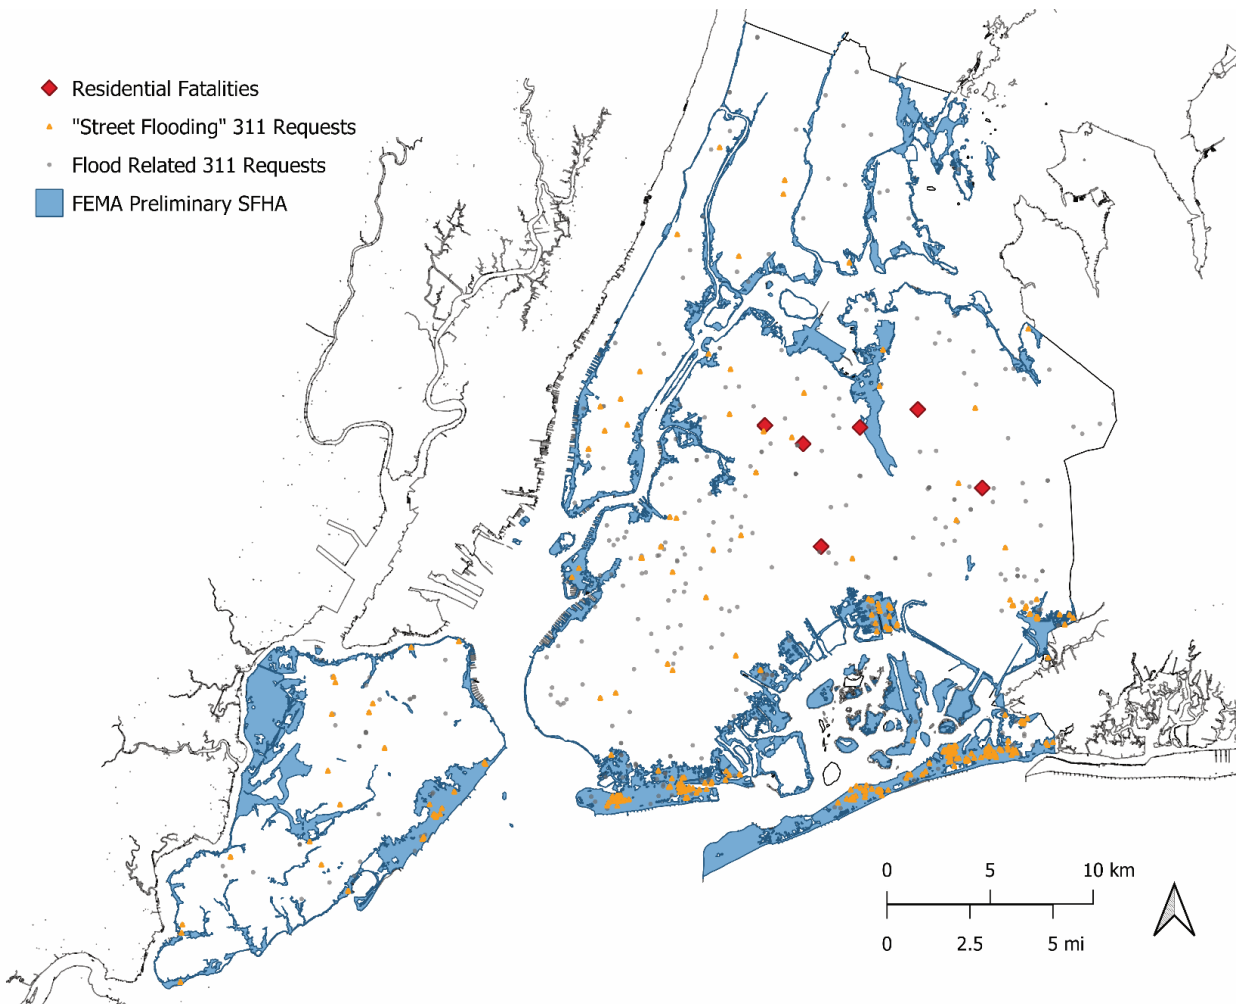 Residential Fatalities
"Street Flooding" 311 Requests
Flood Related 311 Requests
FEMA Preliminary SFHA
0 5 10 km
0 2.5 5 mi